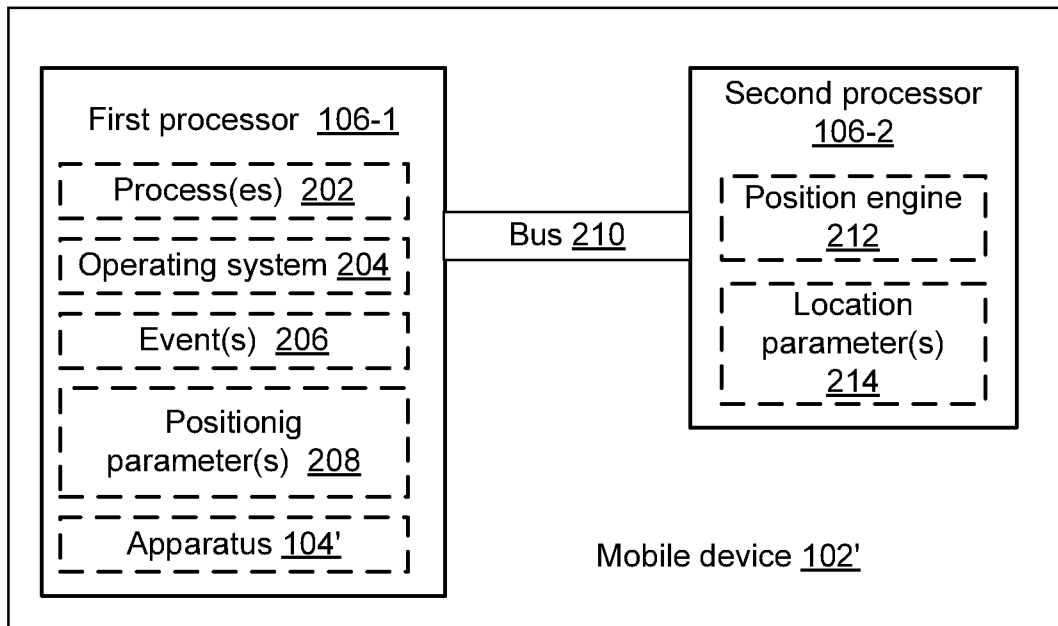 First processor 106-1
Process(es) 202
Operating system 204
Event(s) 206
Positionig
parameter(s) 208
Apparatus 104'
Bus 210
Second processor
106-2
Position engine
212
Location
parameter(s)
214
Mobile device 102'